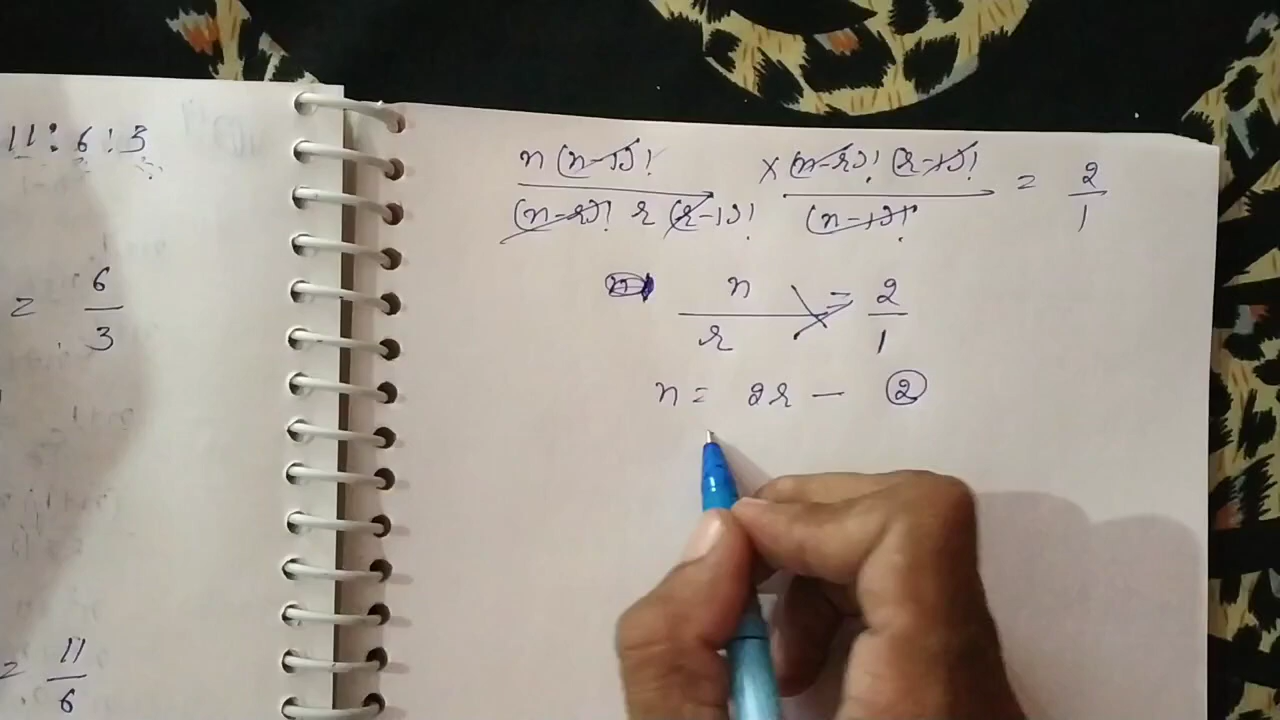 11 : 6 : 3
= 6/3
= 11/6
n (n-1)! / (n-r)! r (r-1)! × (n-r)! (r-1)! / (n-1)! = 2/1
n/r = 2/1
n = 2r — ②